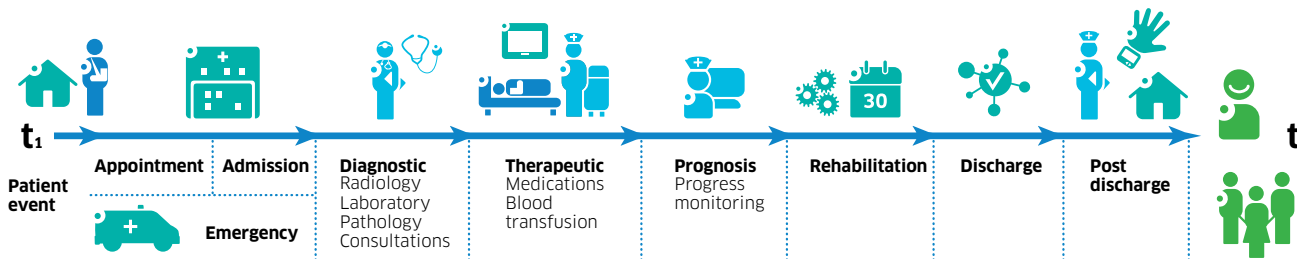 30
t1
t
Patient
event
Appointment
Admission
Emergency
Diagnostic
Radiology
Laboratory
Pathology
Consultations
Therapeutic
Medications
Blood
transfusion
Prognosis
Progress
monitoring
Rehabilitation
Discharge
Post
discharge